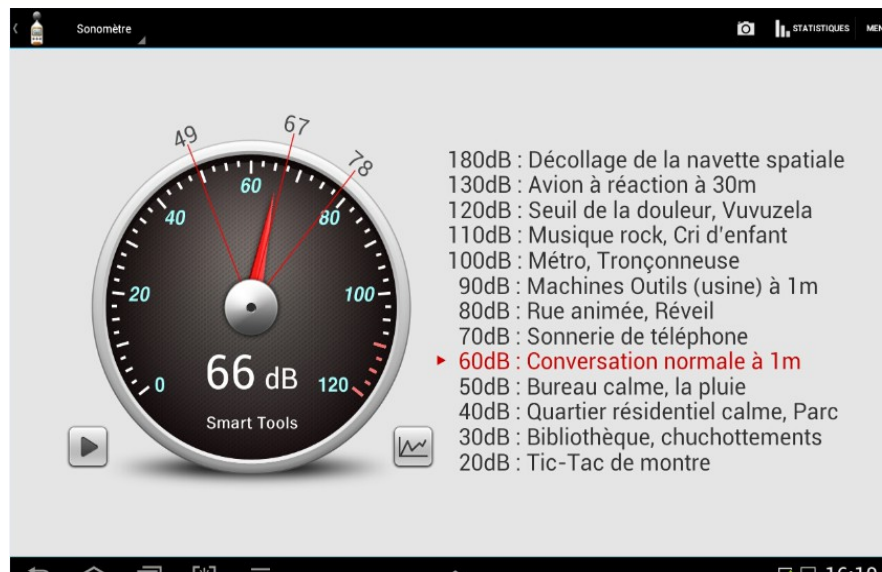 Sonomètre
STATISTIQUES
49
67
78
60
40
80
20
100
0
66 dB
120
Smart Tools
180dB : Décollage de la navette spatiale
130dB : Avion à réaction à 30m
120dB : Seuil de la douleur, Vuvuzela
110dB : Musique rock, Cri d'enfant
100dB : Métro, Tronçonneuse
90dB : Machines Outils (usine) à 1m
80dB : Rue animée, Réveil
70dB : Sonnerie de téléphone
60dB : Conversation normale à 1m
50dB : Bureau calme, la pluie
40dB : Quartier résidentiel calme, Parc
30dB : Bibliothèque, chuchottements
20dB : Tic-Tac de montre